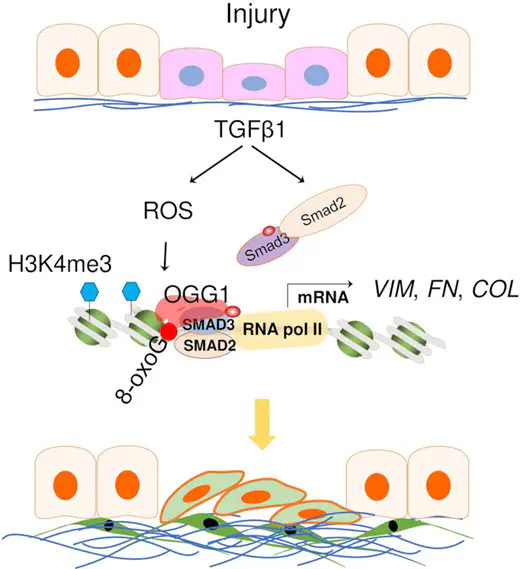 Injury
TGFβ1
ROS
Smad2
Smad3
H3K4me3
OGG1
mRNA
VIM, FN, COL
SMAD3
RNA pol II
SMAD2
8-oxoG